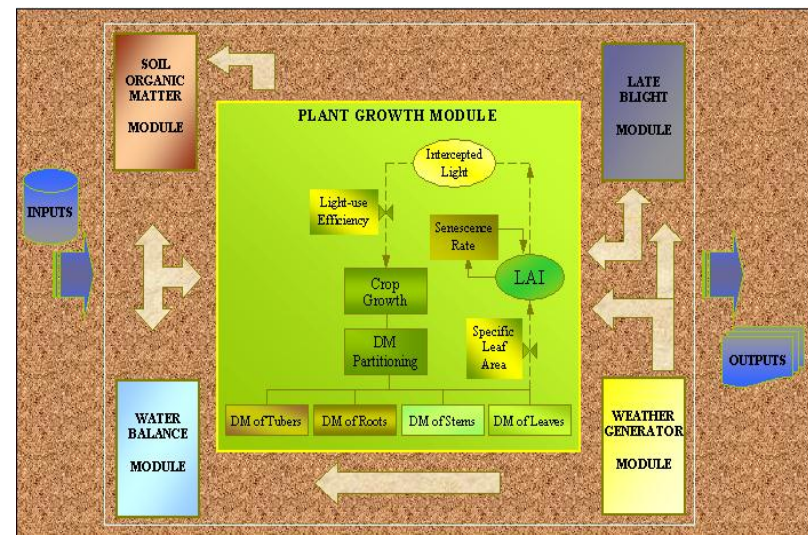 SOIL
ORGANIC
MATTER
MODULE
LATE
BLIGHT
MODULE
PLANT GROWTH MODULE
Intercepted
Light
Light-use
Efficiency
Senescence
Rate
LAI
INPUTS
Crop
Growth
DM
Partitioning
Specific
Leaf
Area
OUTPUTS
DM of Tubers
DM of Roots
DM of Stems
DM of Leaves
WATER
BALANCE
MODULE
WEATHER
GENERATOR
MODULE